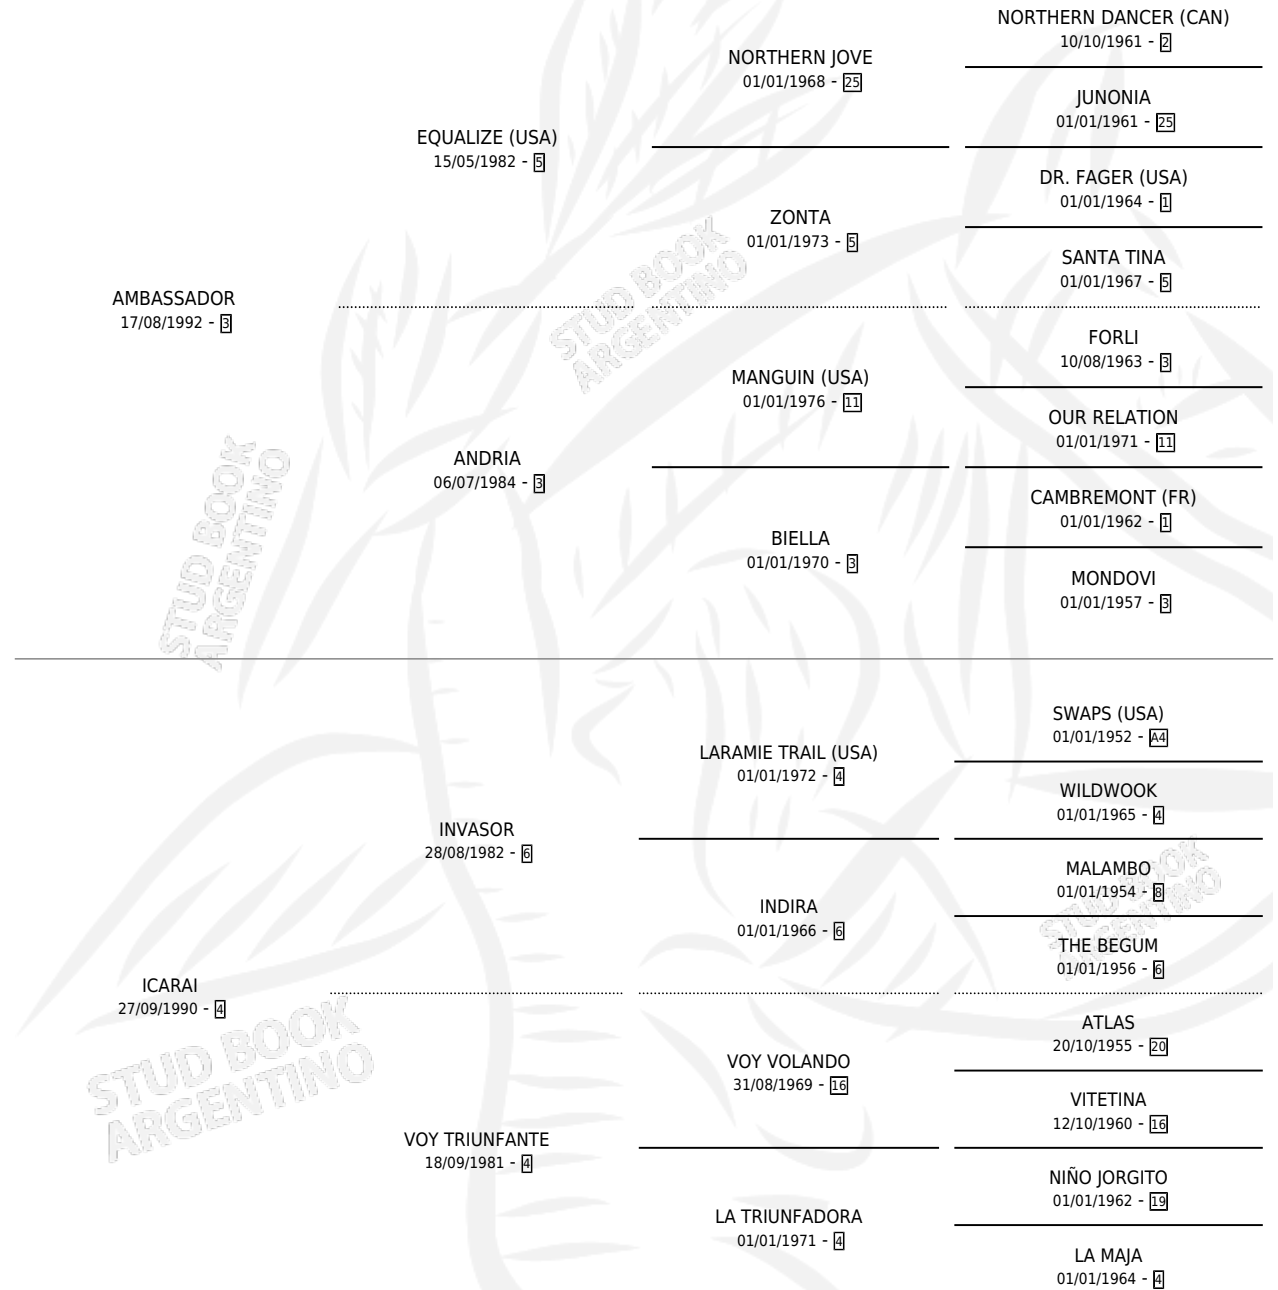 NORTHERN DANCER (CAN)
10/10/1961 - 2
NORTHERN JOVE
01/01/1968 - 25
JUNONIA
01/01/1961 - 25
EQUALIZE (USA)
15/05/1982 - 5
DR. FAGER (USA)
01/01/1964 - 1
ZONTA
01/01/1973 - 5
SANTA TINA
01/01/1967 - 5
AMBASSADOR
17/08/1992 - 3
FORLI
10/08/1963 - 3
MANGUIN (USA)
01/01/1976 - 11
OUR RELATION
01/01/1971 - 11
ANDRIA
06/07/1984 - 3
CAMBREMONT (FR)
01/01/1962 - 1
BIELLA
01/01/1970 - 3
MONDOVI
01/01/1957 - 3
STUD BOOK
ARGENTINO
STUD BOOK
ARGENTINO
SWAPS (USA)
01/01/1952 - A4
LARAMIE TRAIL (USA)
01/01/1972 - 4
WILDWOOK
01/01/1965 - 4
INVASOR
28/08/1982 - 6
MALAMBO
01/01/1954 - 8
INDIRA
01/01/1966 - 6
THE BEGUM
01/01/1956 - 6
STUD BOOK
ARGENTINO
ICARAI
27/09/1990 - 4
ATLAS
20/10/1955 - 20
VOY VOLANDO
31/08/1969 - 16
VITETINA
12/10/1960 - 16
VOY TRIUNFANTE
18/09/1981 - 4
NIÑO JORGITO
01/01/1962 - 19
LA TRIUNFADORA
01/01/1971 - 4
LA MAJA
01/01/1964 - 4
STUD BOOK
ARGENTINO